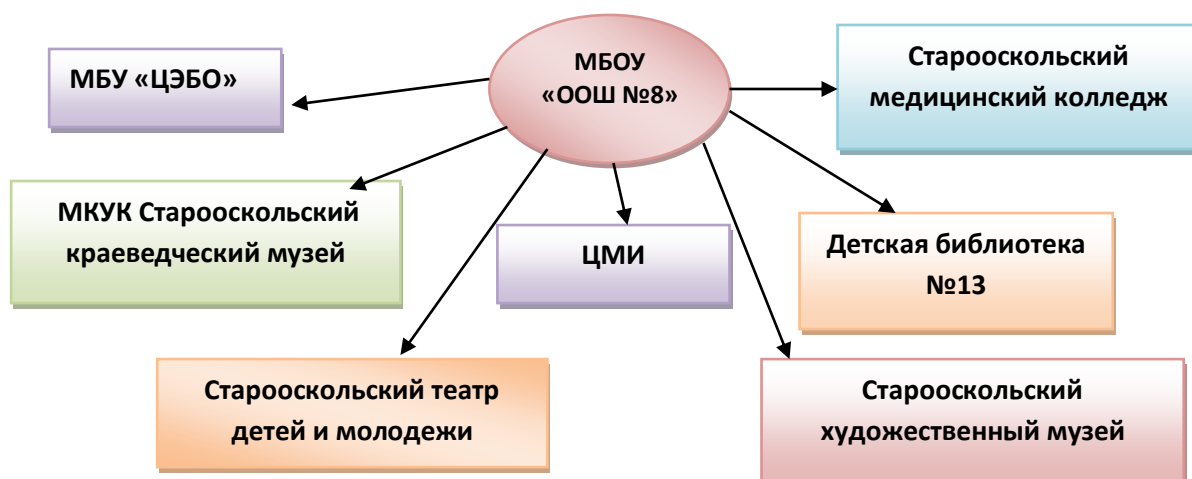 МБУ «ЦЭБО»
МБОУ
«ООШ №8»
Старооскольский
медицинский колледж
МКУК Старооскольский
краеведческий музей
ЦМИ
Детская библиотека
№13
Старооскольский театр
детей и молодежи
Старооскольский
художественный музей